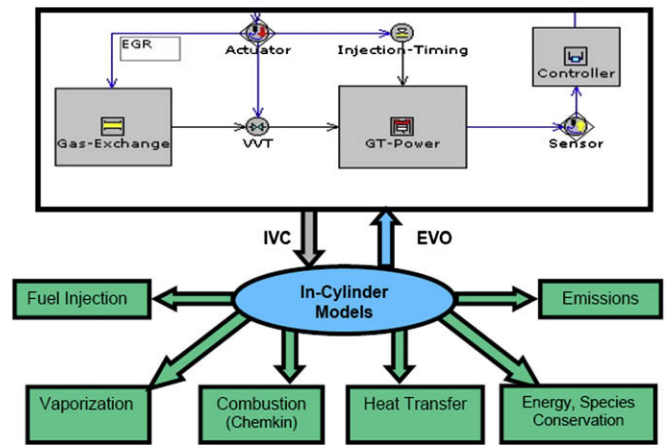 EGR
Actuator
Injection-Timing
Controller
Gas-Exchange
VVT
GT-Power
Sensor
IVC
EVO
In-Cylinder
Models
Fuel Injection
Emissions
Vaporization
Combustion
(Chemkin)
Heat Transfer
Energy, Species
Conservation